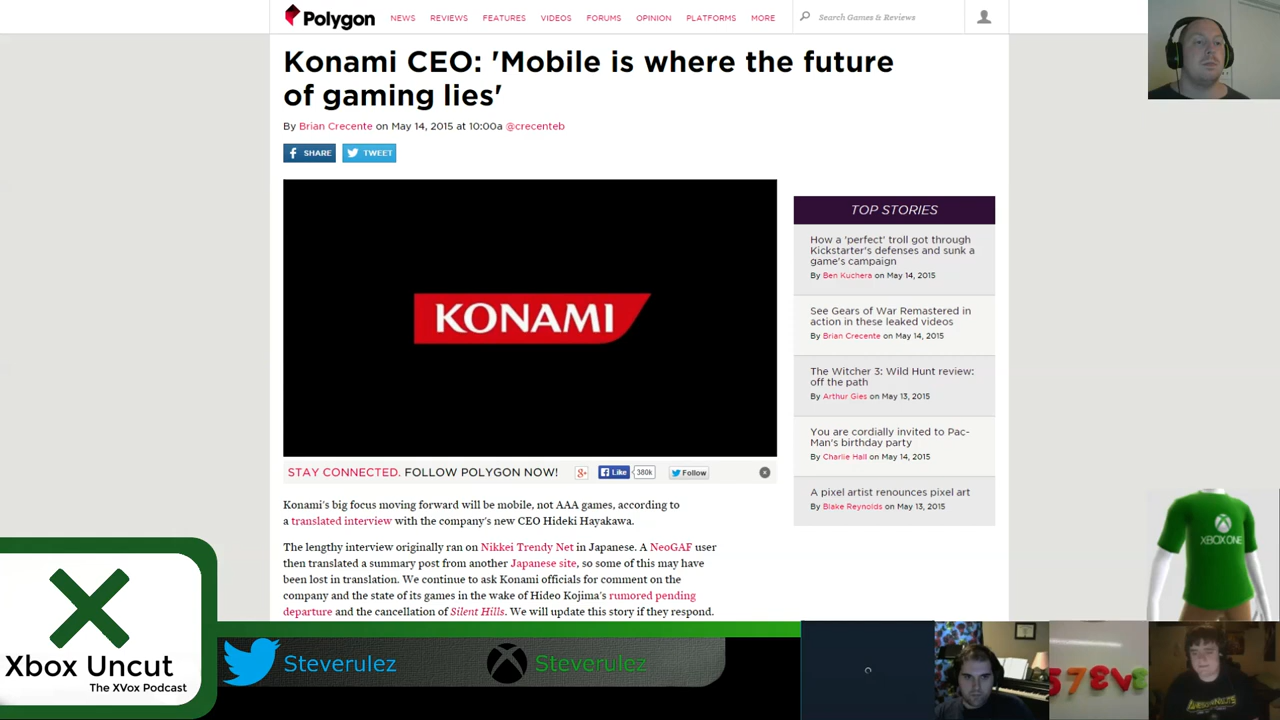 Polygon
NEWS REVIEWS FEATURES VIDEOS FORUMS OPINION PLATFORMS MORE
Search Games & Reviews
Konami CEO: 'Mobile is where the future
of gaming lies'
By Brian Crecente on May 14, 2015 at 10:00a @crecenteb
SHARE TWEET
KONAMI
STAY CONNECTED. FOLLOW POLYGON NOW! Like 380k Follow
Konami's big focus moving forward will be mobile, not AAA games, according to
a translated interview with the company's new CEO Hideki Hayakawa.
The lengthy interview originally ran on Nikkei Trendy Net in Japanese. A NeoGAF user
then translated a summary post from another Japanese site, so some of this may have
been lost in translation. We continue to ask Konami officials for comment on the
company and the state of its games in the wake of Hideo Kojima's rumored pending
departure and the cancellation of Silent Hills. We will update this story if they respond.
TOP STORIES
How a 'perfect' troll got through
Kickstarter's defenses and sunk a
game's campaign
By Ben Kuchera on May 14, 2015
See Gears of War Remastered in
action in these leaked videos
By Brian Crecente on May 14, 2015
The Witcher 3: Wild Hunt review:
off the path
By Arthur Gies on May 13, 2015
You are cordially invited to Pac-
Man's birthday party
By Charlie Hall on May 14, 2015
A pixel artist renounces pixel art
By Blake Reynolds on May 13, 2015
XBOX ONE
Xbox Uncut
The XVox Podcast
Steverulez
Steverulez